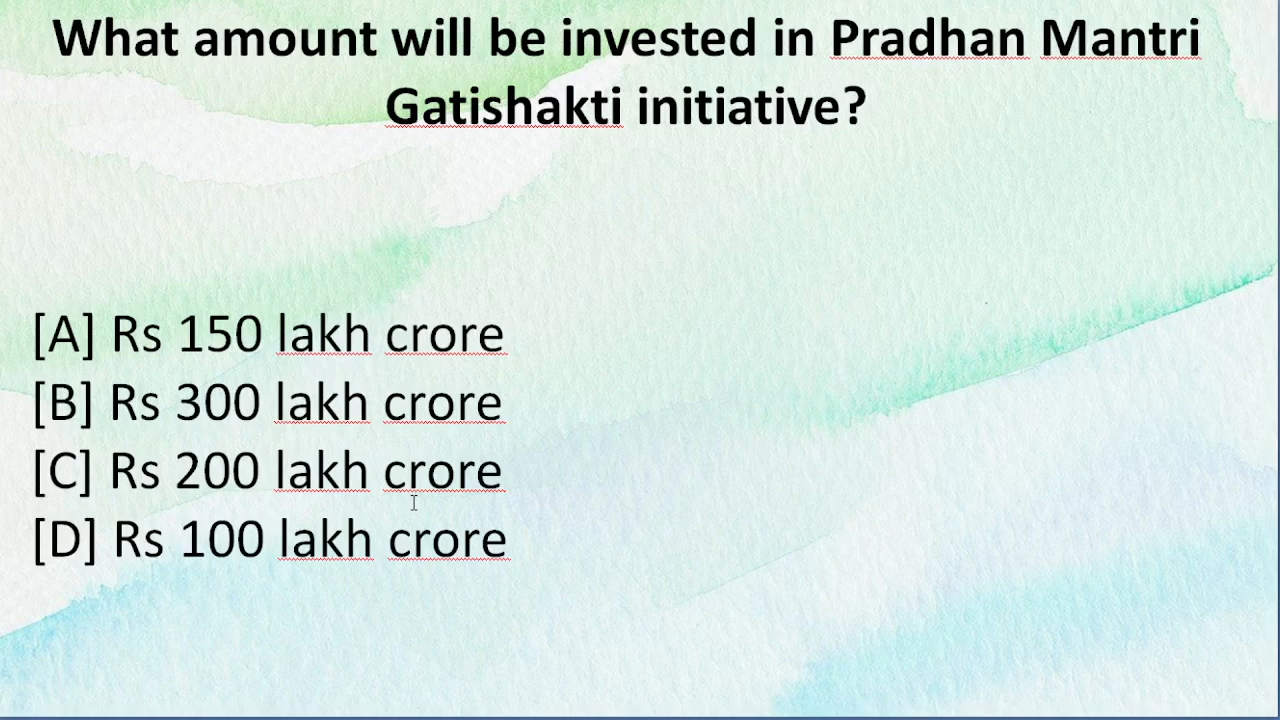 What amount will be invested in Pradhan Mantri
Gatishakti initiative?
[A] Rs 150 lakh crore
[B] Rs 300 lakh crore
[C] Rs 200 lakh crore
[D] Rs 100 lakh crore